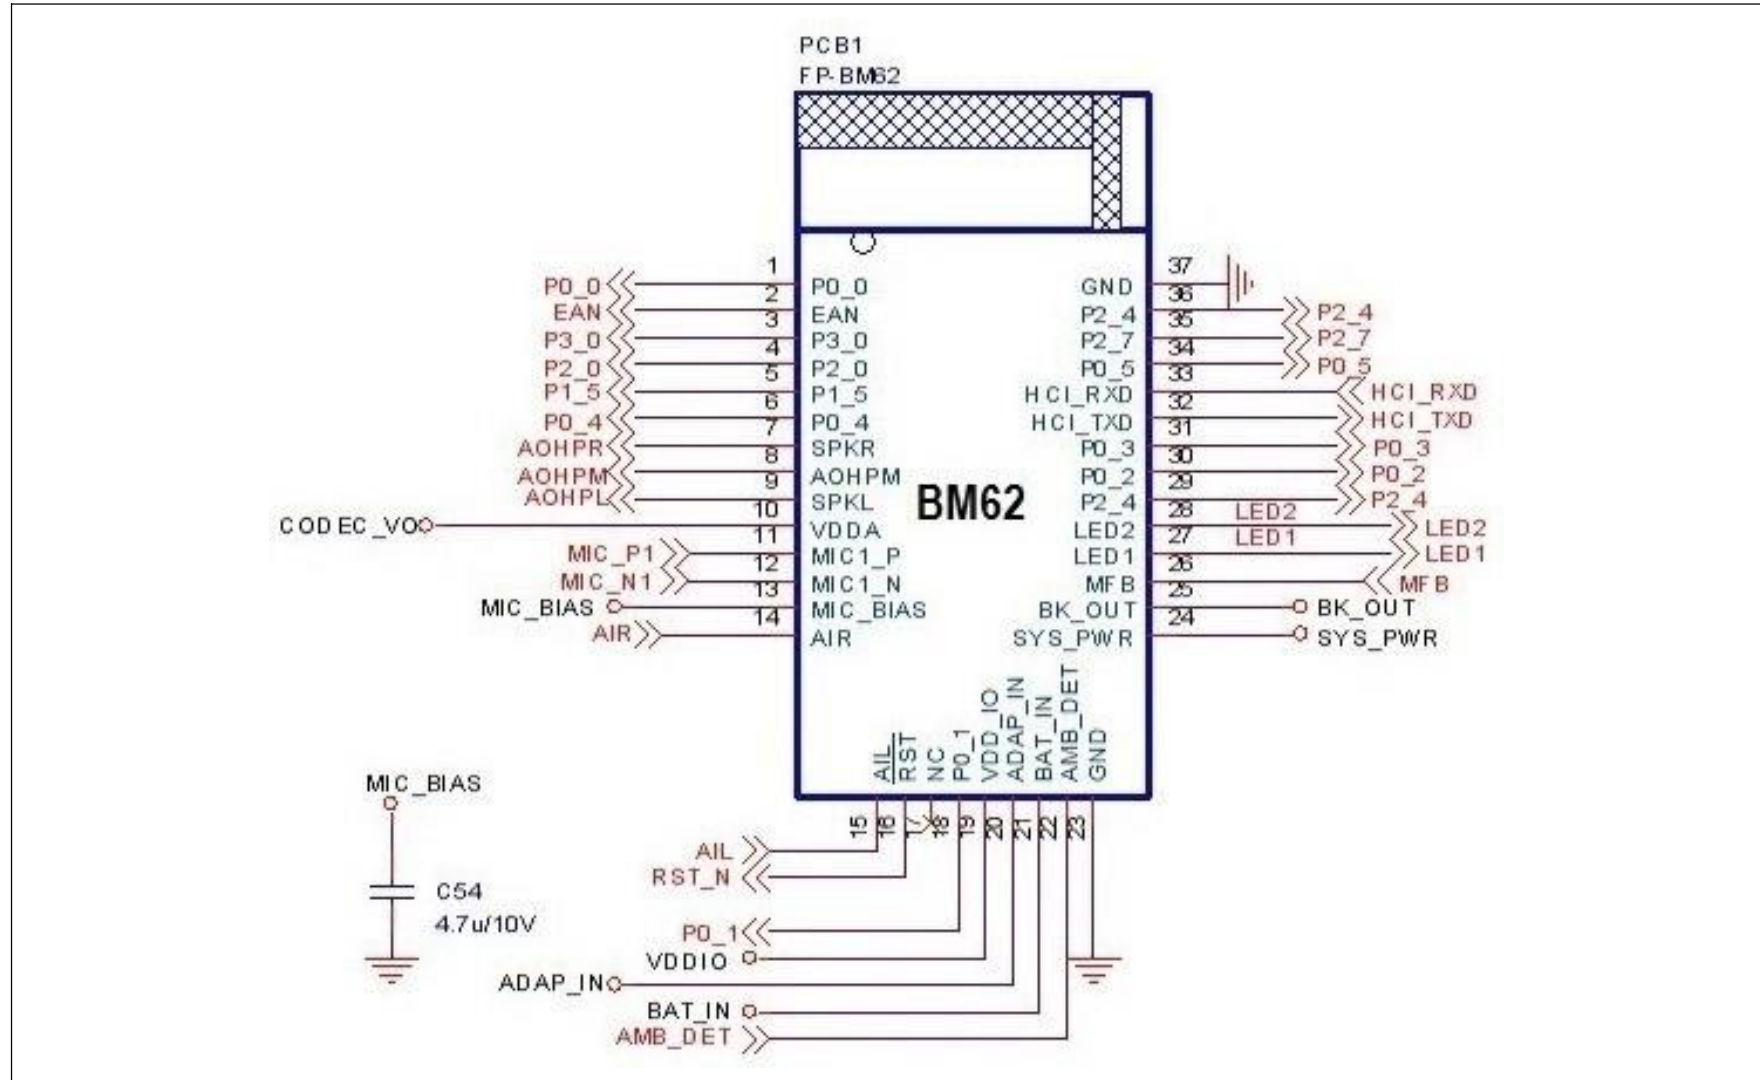 PCB1
FP-BM62
1
P0_0
P0_0
GND
37
2
EAN
EAN
P2_4
36
P2_4
3
P3_0
P3_0
P2_7
35
P2_7
4
P2_0
P2_0
P0_5
34
P0_5
5
P1_5
P1_5
HCI_RXD
33
HCI_RXD
6
P0_4
P0_4
HCI_TXD
32
HCI_TXD
7
AOHPR
SPKR
P0_3
31
P0_3
8
AOHPM
AOHPM
P0_2
30
P0_2
9
AOHPL
SPKL
BM62
P2_4
29
P2_4
10
CODEC_VO
VDDA
LED2
28
LED2
LED2
11
MIC_P1
MIC1_P
LED1
27
LED1
LED1
12
MIC_N1
MIC1_N
MFB
26
MFB
13
MIC_BIAS
MIC_BIAS
BK_OUT
25
BK_OUT
14
AIR
AIR
SYS_PWR
24
SYS_PWR
AIL
RST
NC
P0_1
VDD_IO
ADAP_IN
BAT_IN
AMB_DET
GND
15
16
17
18
19
20
21
22
23
MIC_BIAS
C54
4.7u/10V
AIL
RST_N
P0_1
VDDIO
ADAP_IN
BAT_IN
AMB_DET